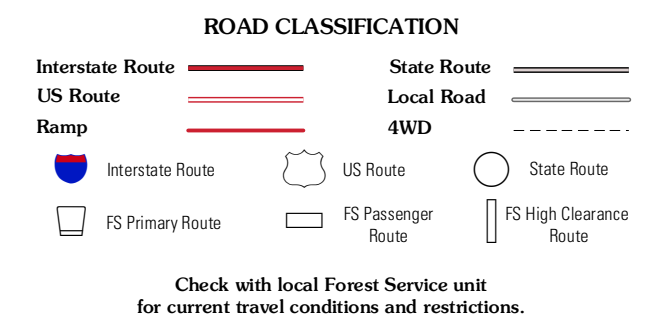 ROAD CLASSIFICATION
Interstate Route
State Route
US Route
Local Road
Ramp
4WD
Interstate Route
US Route
State Route
FS Primary Route
FS Passenger
Route
FS High Clearance
Route
Check with local Forest Service unit
for current travel conditions and restrictions.